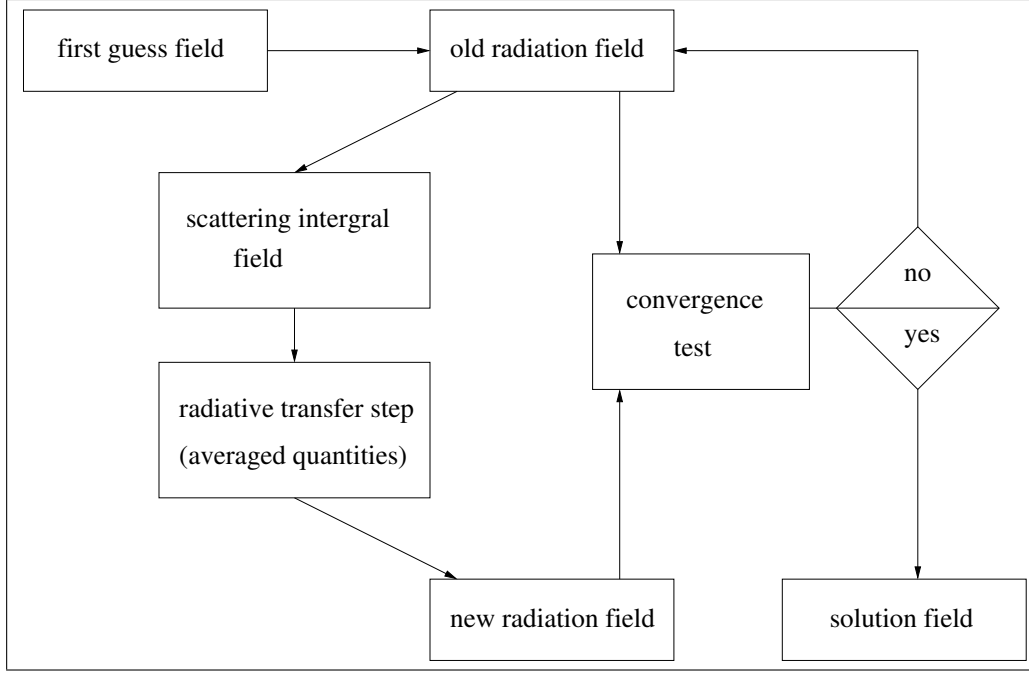 first guess field
old radiation field
scattering intergral
field
convergence
test
no
yes
radiative transfer step
(averaged quantities)
new radiation field
solution field